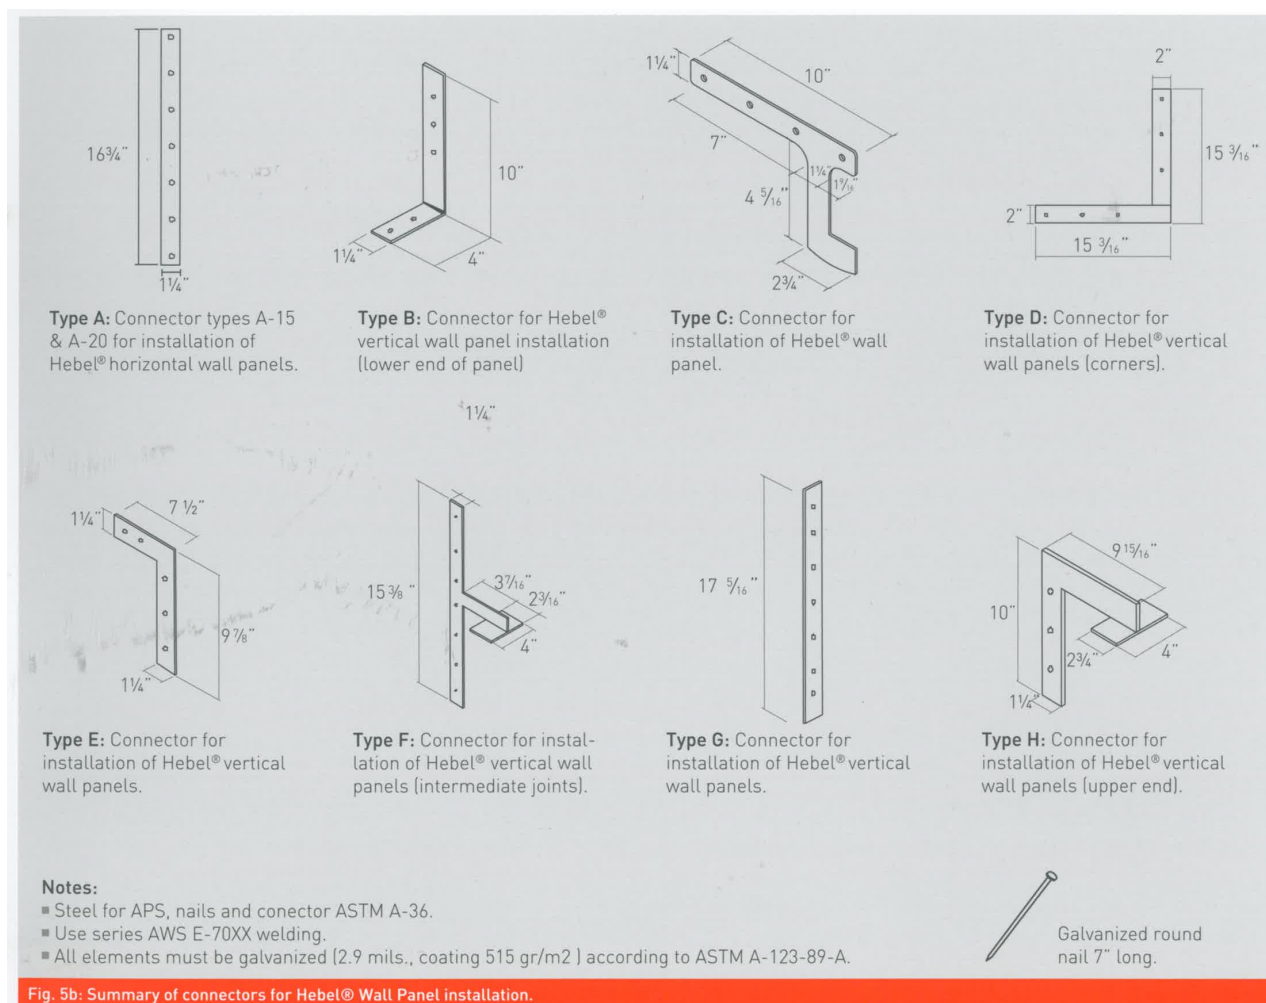 16¾"
1¼"
Type A: Connector types A-15
& A-20 for installation of
Hebel® horizontal wall panels.
10"
1¼"
4"
Type B: Connector for Hebel®
vertical wall panel installation
(lower end of panel)
1¼"
10"
7"
1¼"
1 9/16"
4 5/16"
2¾"
Type C: Connector for
installation of Hebel® wall
panel.
2"
15 3/16"
2"
15 3/16"
Type D: Connector for
installation of Hebel® vertical
wall panels (corners).
7 ½"
1¼"
9 ⅞"
1¼"
Type E: Connector for
installation of Hebel® vertical
wall panels.
1¼"
15 ⅜ "
3 7/16"
2 3/16"
4"
Type F: Connector for instal-
lation of Hebel® vertical wall
panels (intermediate joints).
17 5/16"
Type G: Connector for
installation of Hebel® vertical
wall panels.
9 15/16"
10"
2¾"
4"
1¼"
Type H: Connector for
installation of Hebel® vertical
wall panels (upper end).
Notes:
▪ Steel for APS, nails and conector ASTM A-36.
▪ Use series AWS E-70XX welding.
▪ All elements must be galvanized (2.9 mils., coating 515 gr/m2 ) according to ASTM A-123-89-A.
Galvanized round
nail 7" long.
Fig. 5b: Summary of connectors for Hebel® Wall Panel installation.